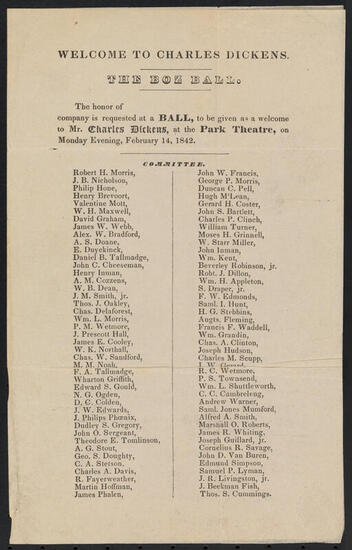 WELCOME TO CHARLES DICKENS.
THE BOZ BALL.
The honor of
company is requested at a BALL, to be given as a welcome
to Mr. Charles Dickens, at the Park Theatre, on
Monday Evening, February 14, 1842.
COMMITTEE.
Robert H. Morris,
J. B. Nicholson,
Philip Hone,
Henry Brevoort,
Valentine Mott,
W. H. Maxwell,
David Graham,
James W. Webb,
Alex. W. Bradford,
A. S. Doane,
E. Duyckinck,
Daniel B. Tallmadge,
John C. Cheeseman,
Henry Inman,
A. M. Cozzens,
W. B. Dean,
J. M. Smith, jr.
Thos. J. Oakley,
Chas. Delaforest,
Wm. L. Morris,
P. M. Wetmore,
J. Prescott Hall,
James E. Cooley,
W. K. Northall,
Chas. W. Sandford,
M. M. Noah,
F. A. Tallmadge,
Wharton Griffith,
Edward S. Gould,
N. G. Ogden,
D. C. Colden,
J. W. Edwards,
J. Philips Phœnix,
Dudley S. Gregory,
John O. Sergeant,
Theodore E. Tomlinson,
A. G. Stout,
Geo. S. Doughty,
C. A. Stetson,
Charles A. Davis,
R. Fayerweather,
Martin Hoffman,
James Phalen,
John W. Francis,
George P. Morris,
Duncan C. Pell,
Hugh M'Lean,
Gerard H. Coster,
John S. Bartlett,
Charles P. Clinch,
William Turner,
Moses H. Grinnell,
W. Starr Miller,
John Inman,
Wm. Kent,
Beverley Robinson, jr.
Robt. J. Dillon,
Wm. H. Appleton,
S. Draper, jr.
F. W. Edmonds,
Saml. I. Hunt,
H. G. Stebbins,
Augts. Fleming,
Francis F. Waddell,
Wm. Grandin,
Chas. A. Clinton,
Joseph Hudson,
Charles M. Scupp,
R. C. Wetmore,
P. S. Townsend,
Wm. L. Shuttleworth,
C. C. Cambreleng,
Andrew Warner,
Saml. Jones Mumford,
Alfred A. Smith,
Marshall O. Roberts,
James R. Whiting.
Joseph Guillard, jr.
Cornelius R. Savage,
John D. Van Buren,
Edmund Simpson,
Samuel P. Lyman,
J. R. Livingston, jr.
J. Beekman Fish,
Thos. S. Cummings.